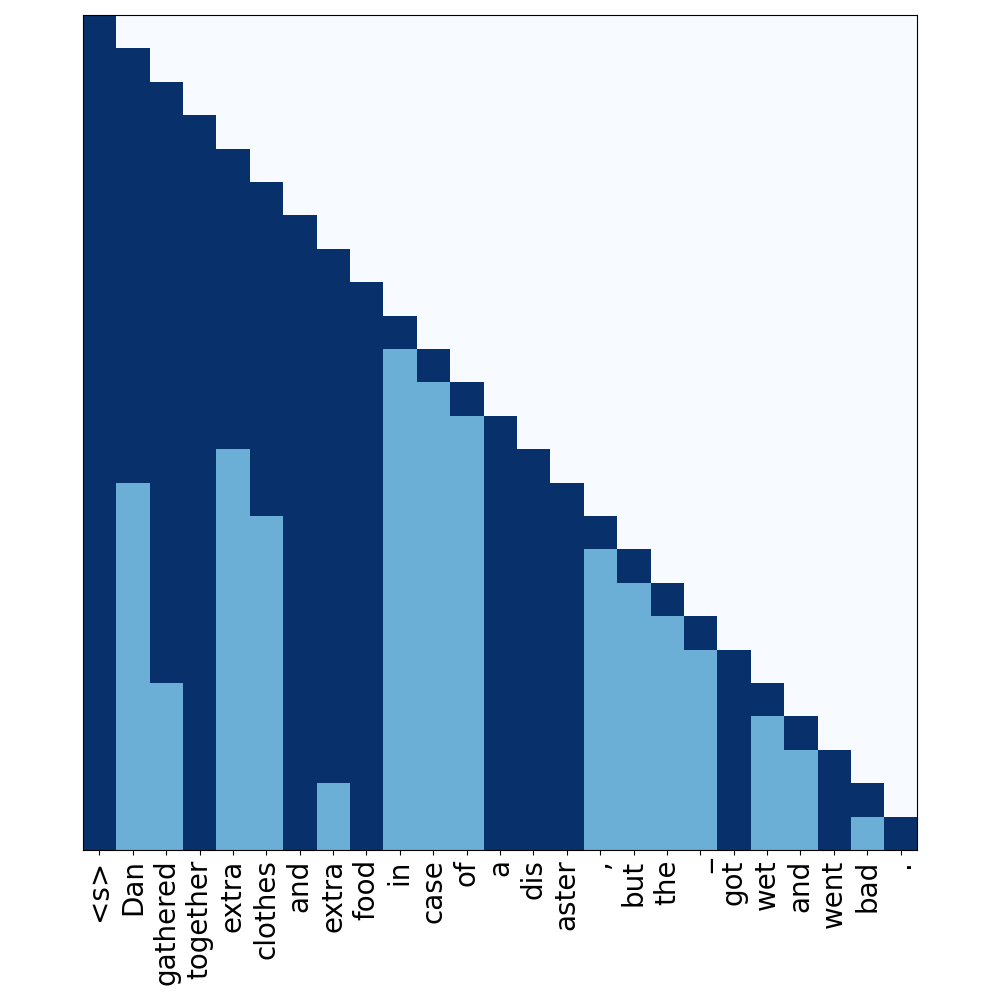 <s>
Dan
gathered
together
extra
clothes
and
extra
food
in
case
of
a
dis
aster
,
but
the
_
got
wet
and
went
bad
.